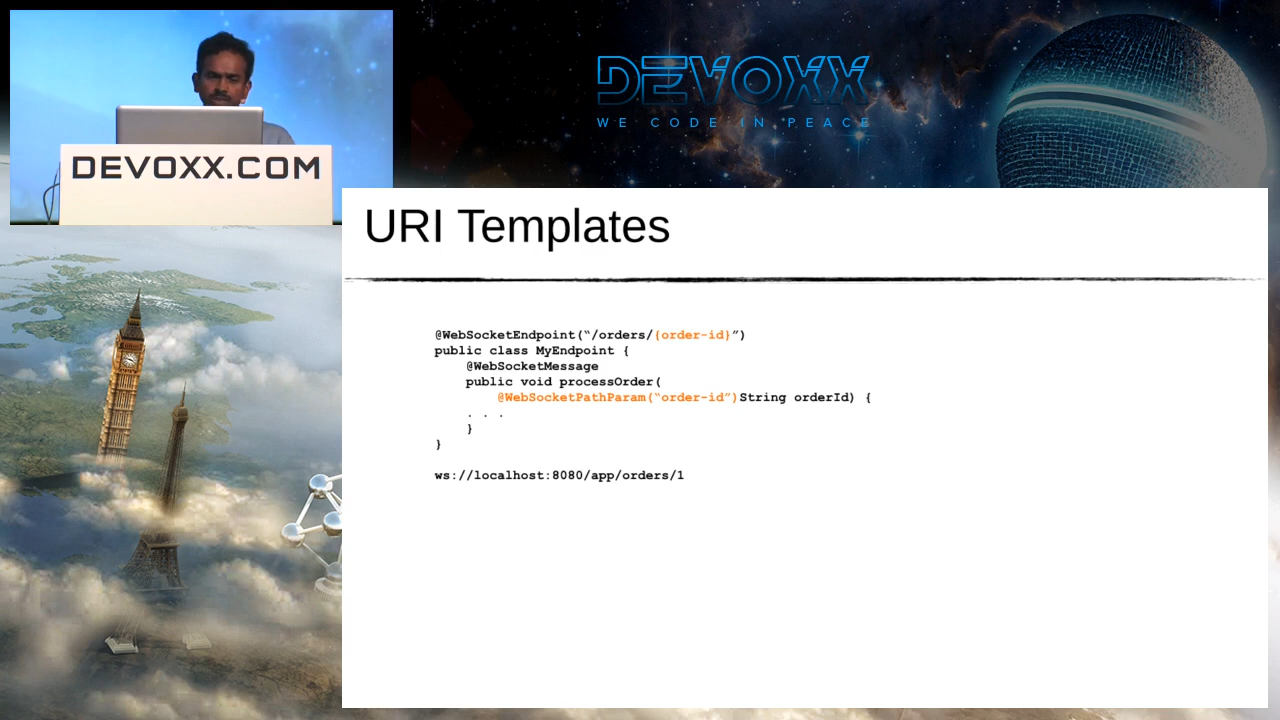 DEVOXX
WE CODE IN PEACE
DEVOXX.COM
URI Templates
@WebSocketEndpoint(“/orders/{order-id}”)
public class MyEndpoint {
    @WebSocketMessage
    public void processOrder(
        @WebSocketPathParam(“order-id”)String orderId) {
    . . .
    }
}
ws://localhost:8080/app/orders/1